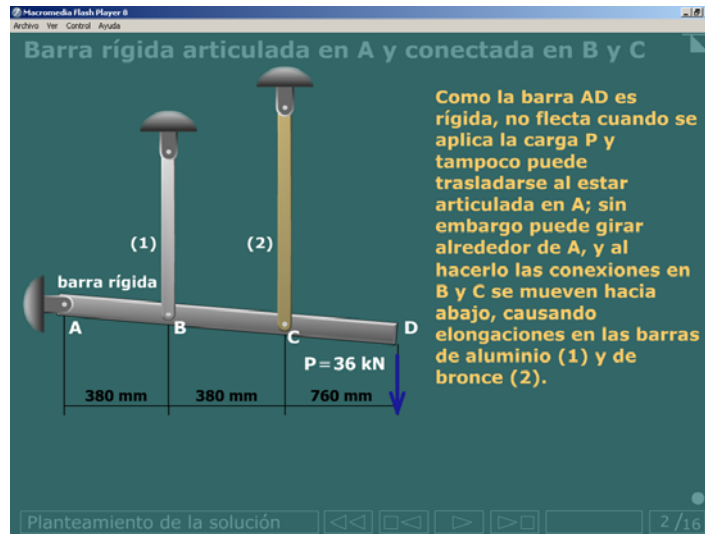 Macromedia Flash Player 8
Archivo Ver Control Ayuda
Barra rígida articulada en A y conectada en B y C
Como la barra AD es
rígida, no flecta cuando se
aplica la carga P y
tampoco puede
trasladarse al estar
articulada en A; sin
embargo puede girar
alrededor de A, y al
hacerlo las conexiones en
B y C se mueven hacia
abajo, causando
elongaciones en las barras
de aluminio (1) y de
bronce (2).
(1)
(2)
barra rígida
A
B
C
D
P=36 kN
380 mm
380 mm
760 mm
Planteamiento de la solución
2/16